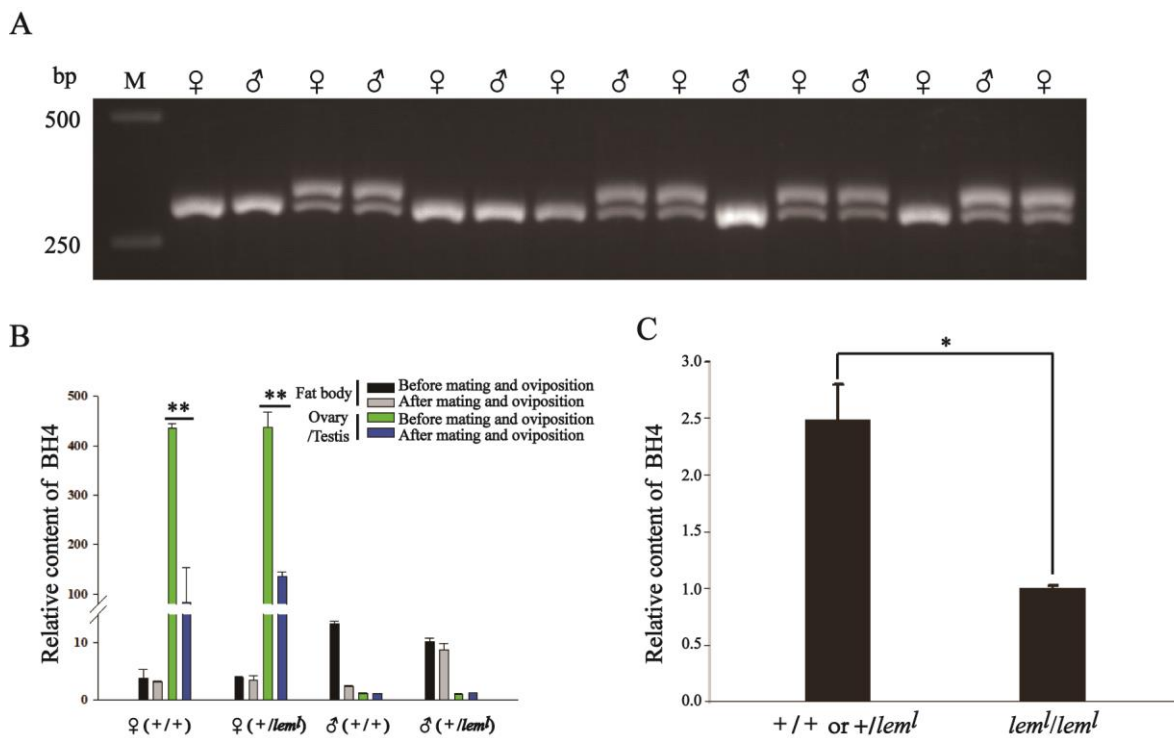 A
bp M ♀ ♂ ♀ ♂ ♀ ♂ ♀ ♂ ♀ ♂ ♀ ♂ ♀ ♂ ♀
500
250
B
Relative content of BH4
500
400
300
200
100
10
0
Fat body
Before mating and oviposition
After mating and oviposition
Ovary
/Testis
Before mating and oviposition
After mating and oviposition
**
**
♀ (+/+) ♀ (+/lemˡ) ♂ (+/+) ♂ (+/lemˡ)
C
Relative content of BH4
3.0
2.5
2.0
1.5
1.0
0.5
0.0
*
+/+ or +/lemˡ lemˡ/lemˡ